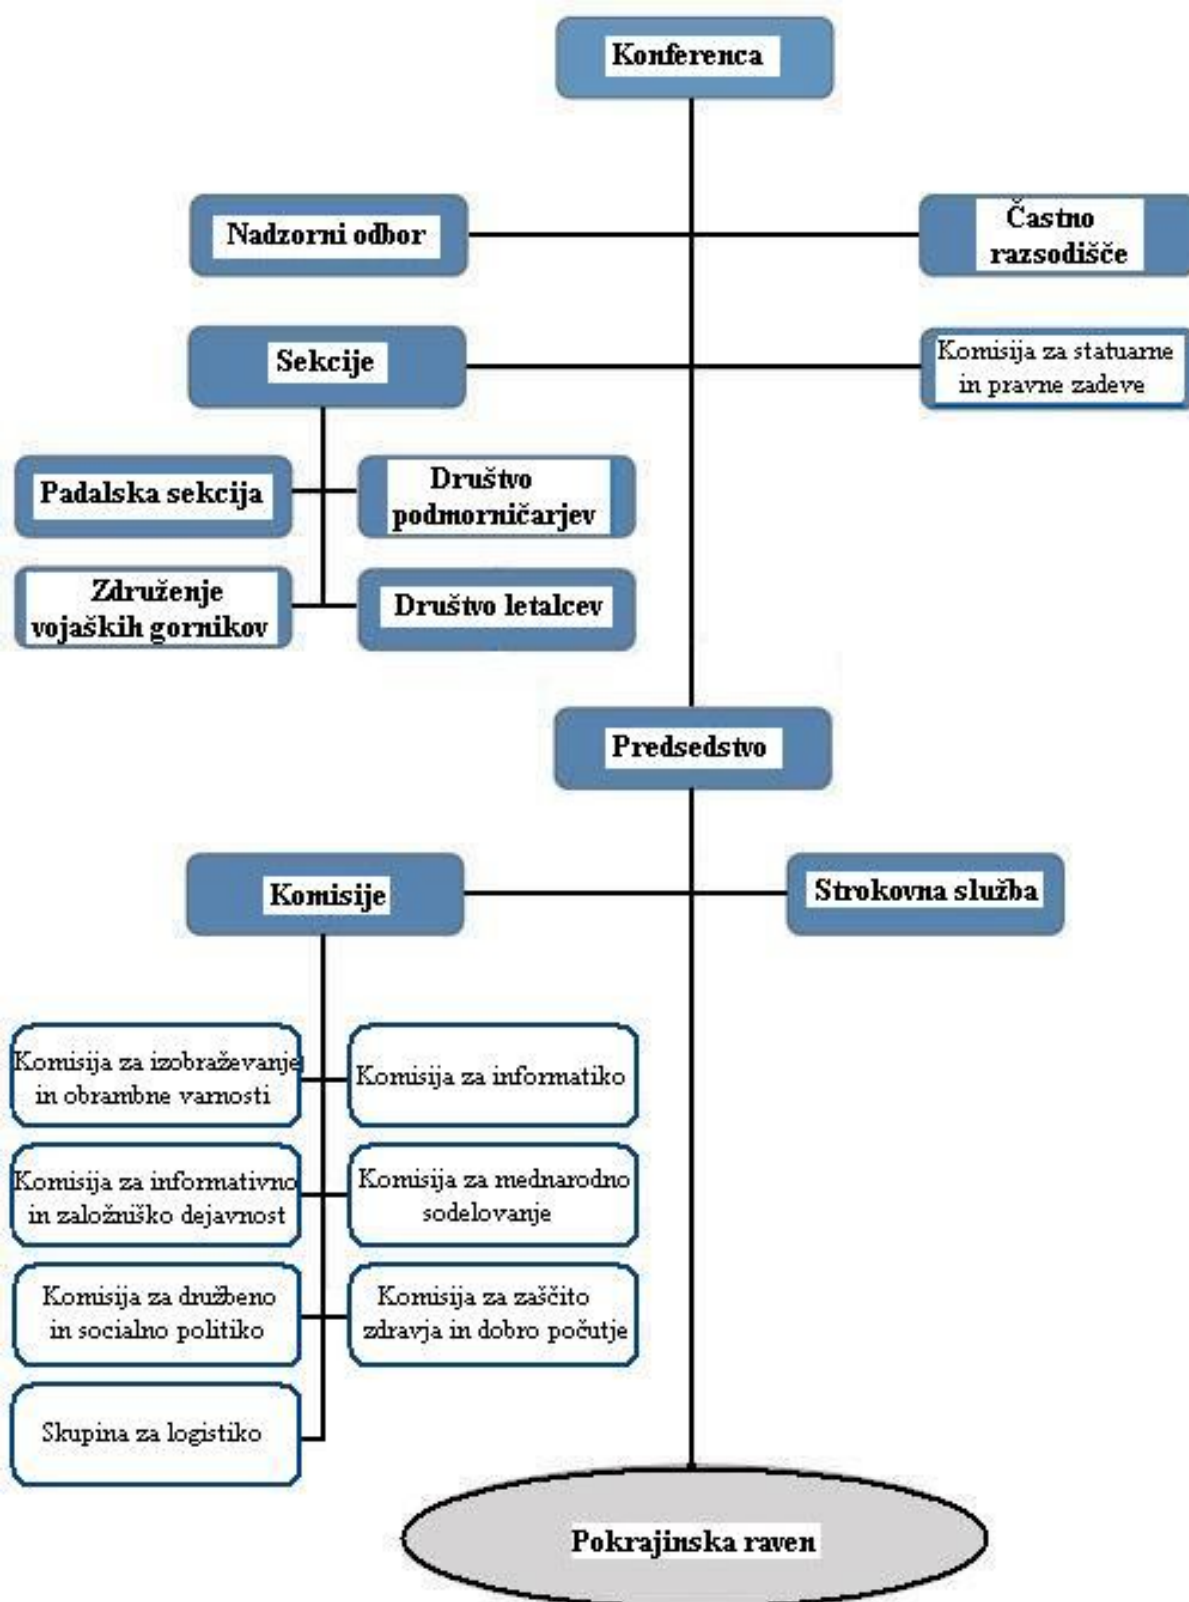 Konferenca
Nadzorni odbor
Častno
razsodišče
Sekcije
Komisija za statuarne
in pravne zadeve
Padalska sekcija
Društvo
podmorničarjev
Združenje
vojaških gornikov
Društvo letalcev
Predsedstvo
Komisije
Strokovna služba
Komisija za izobraževanje
in obrambne varnosti
Komisija za informatiko
Komisija za informativno
in založniško dejavnost
Komisija za mednarodno
sodelovanje
Komisija za družbeno
in socialno politiko
Komisija za zaščito
zdravja in dobro počutje
Skupina za logistiko
Pokrajinska raven